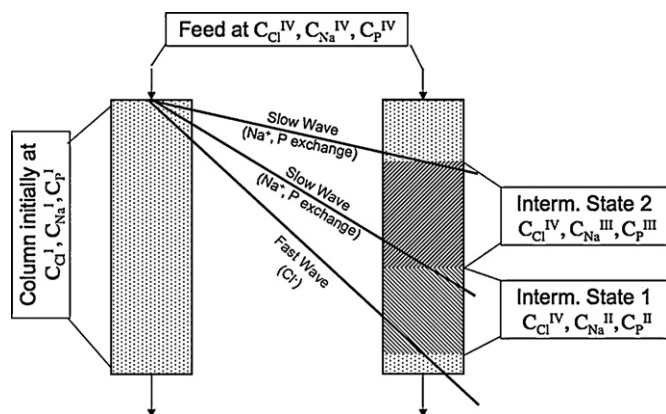 Feed at C_Cl^IV, C_Na^IV, C_P^IV
Column initially at
C_Cl^I, C_Na^I, C_P^I
Slow Wave
(Na⁺, P exchange)
Slow Wave
(Na⁺, P exchange)
Fast Wave
(Cl⁻)
Interm. State 2
C_Cl^IV, C_Na^III, C_P^III
Interm. State 1
C_Cl^IV, C_Na^II, C_P^II